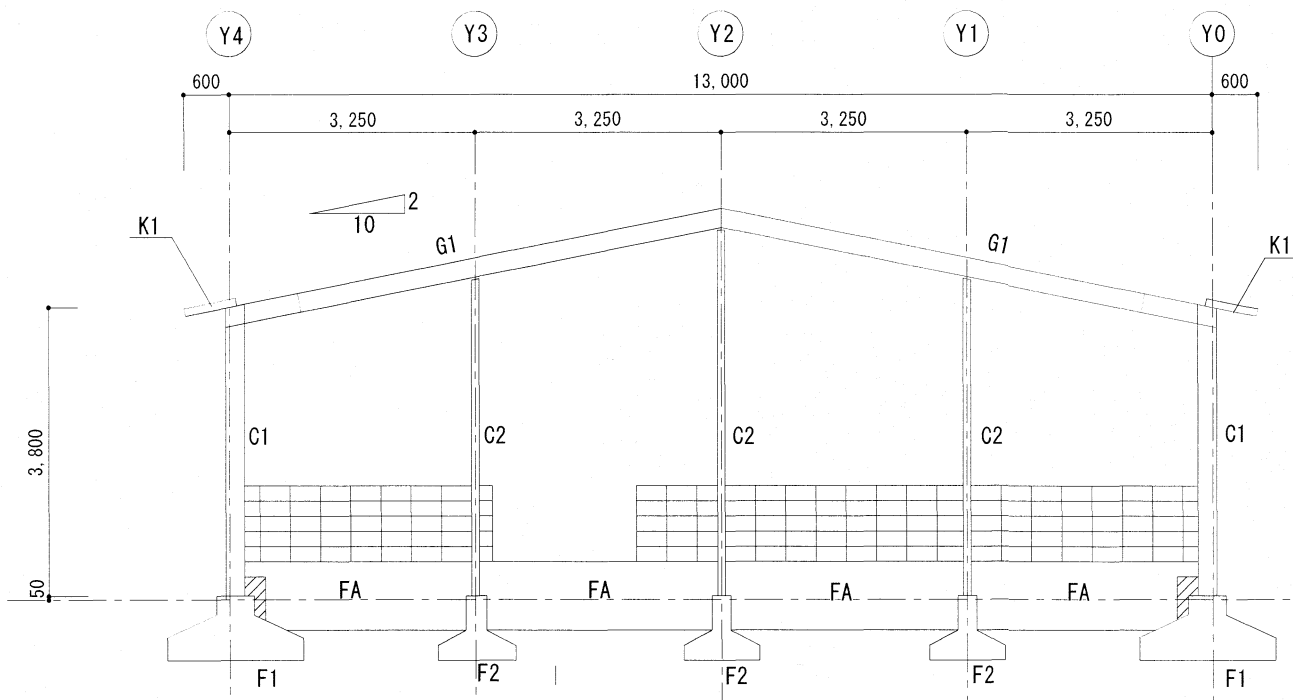 Y4 Y3 Y2 Y1 Y0
600 13,000 600
3,250 3,250 3,250 3,250
2
10
K1 G1 G1 K1
3,800
C1 C2 C2 C2 C1
50
FA FA FA FA
F1 F2 F2 F2 F1